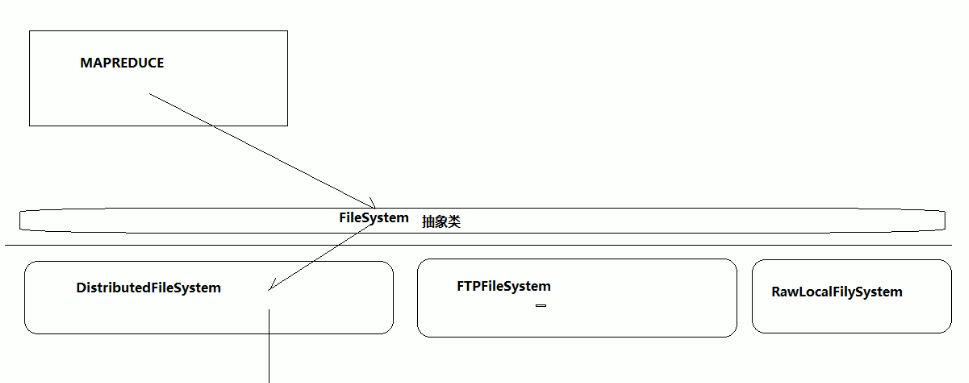 MAPREDUCE
FileSystem 抽象类
DistributedFileSystem
FTPFileSystem
RawLocalFilySystem